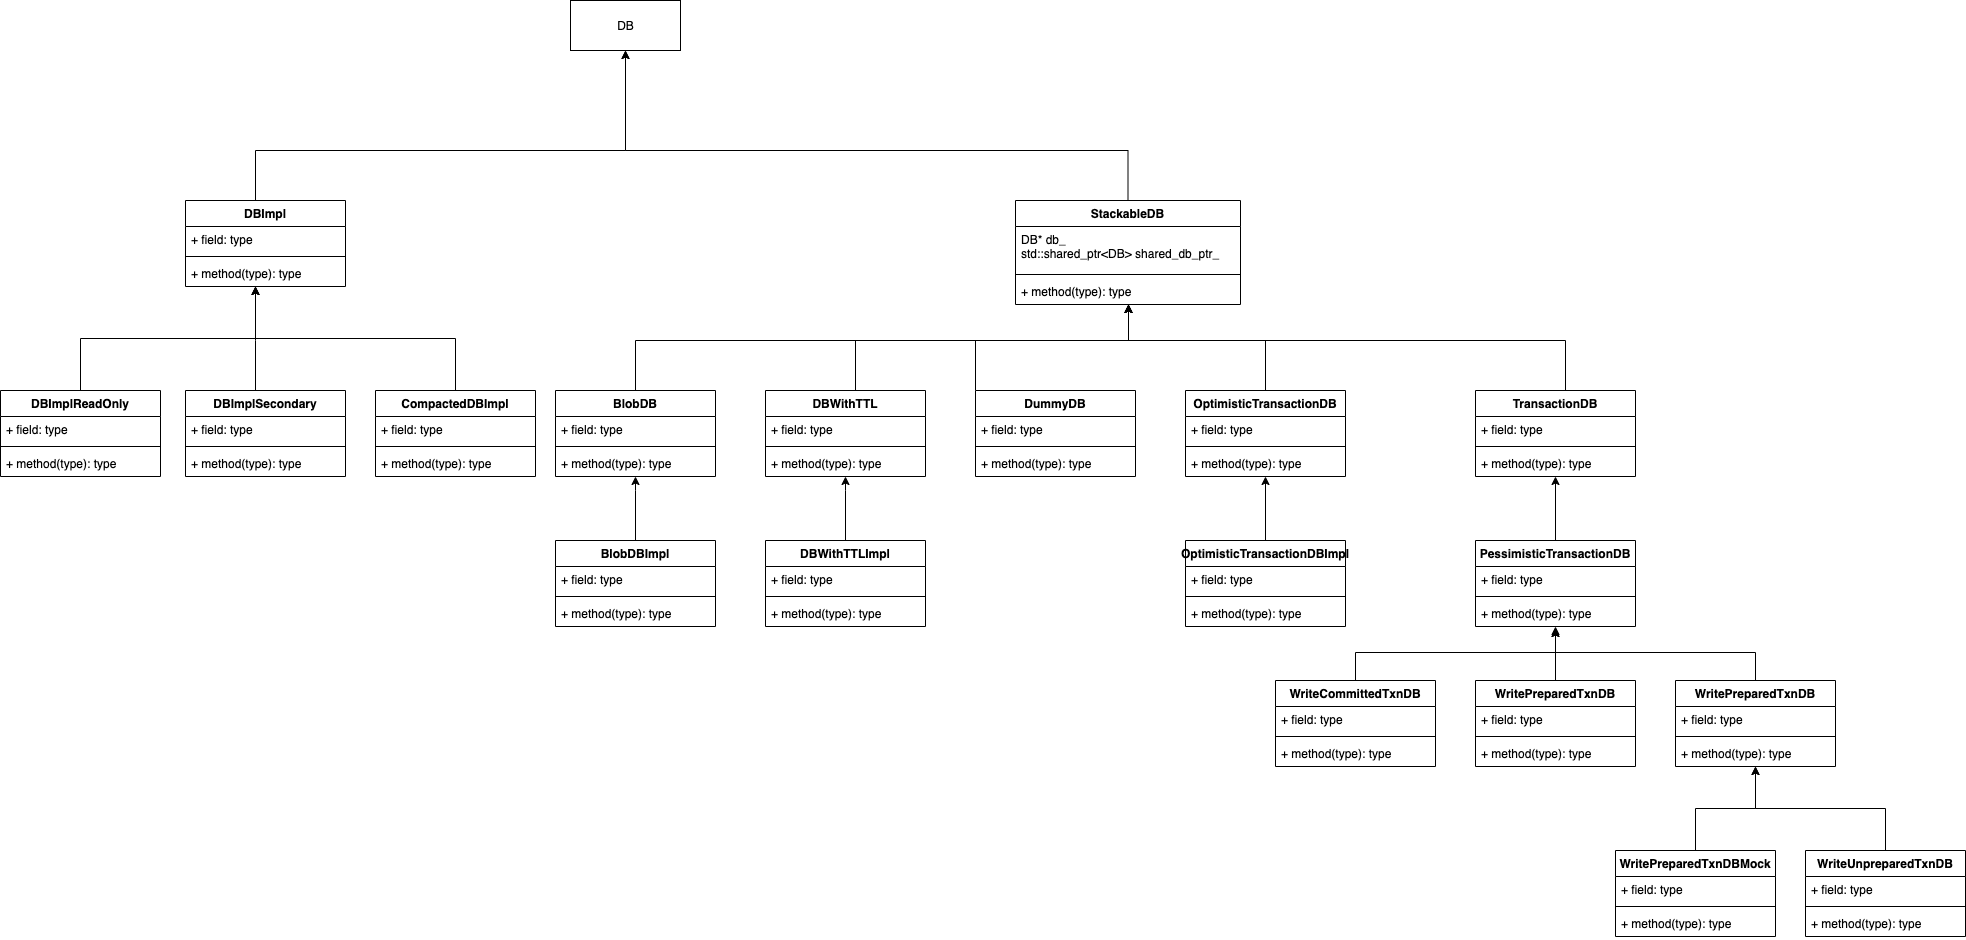 DB
DBImpl
+ field: type
+ method(type): type
StackableDB
DB* db_
std::shared_ptr<DB> shared_db_ptr_
+ method(type): type
DBImplReadOnly
+ field: type
+ method(type): type
DBImplSecondary
+ field: type
+ method(type): type
CompactedDBImpl
+ field: type
+ method(type): type
BlobDB
+ field: type
+ method(type): type
DBWithTTL
+ field: type
+ method(type): type
DummyDB
+ field: type
+ method(type): type
OptimisticTransactionDB
+ field: type
+ method(type): type
TransactionDB
+ field: type
+ method(type): type
BlobDBImpl
+ field: type
+ method(type): type
DBWithTTLImpl
+ field: type
+ method(type): type
OptimisticTransactionDBImpl
+ field: type
+ method(type): type
PessimisticTransactionDB
+ field: type
+ method(type): type
WriteCommittedTxnDB
+ field: type
+ method(type): type
WritePreparedTxnDB
+ field: type
+ method(type): type
WritePreparedTxnDB
+ field: type
+ method(type): type
WritePreparedTxnDBMock
+ field: type
+ method(type): type
WriteUnpreparedTxnDB
+ field: type
+ method(type): type